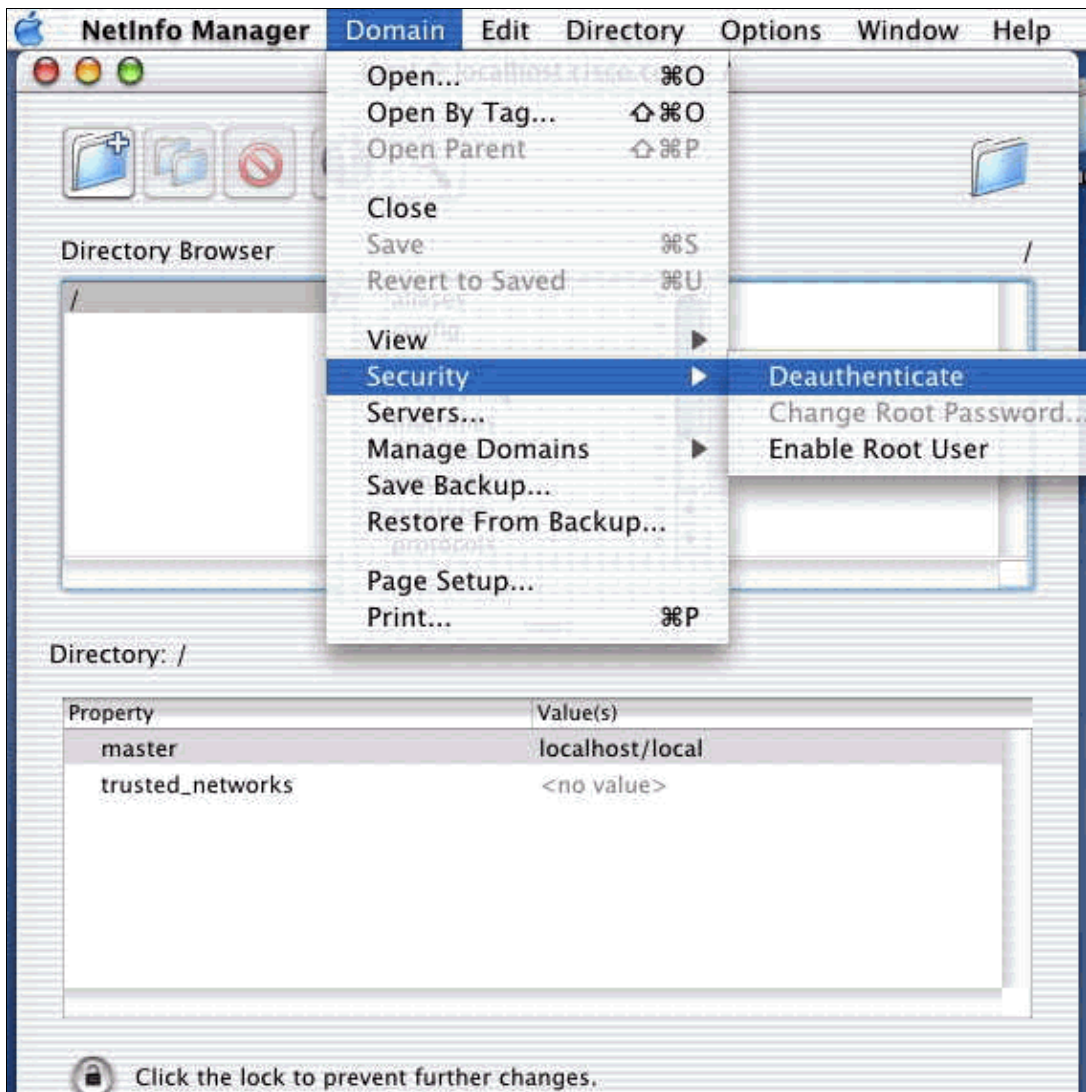 NetInfo Manager Domain Edit Directory Options Window Help
Open... ⌘O
Open By Tag... ⇧⌘O
Open Parent ⇧⌘P
Close
Save ⌘S
Revert to Saved ⌘U
View
Security
Servers...
Manage Domains
Save Backup...
Restore From Backup...
Page Setup...
Print... ⌘P
Deauthenticate
Change Root Password...
Enable Root User
Directory Browser /
/
protocols
Directory: /
Property Value(s)
master localhost/local
trusted_networks <no value>
Click the lock to prevent further changes.